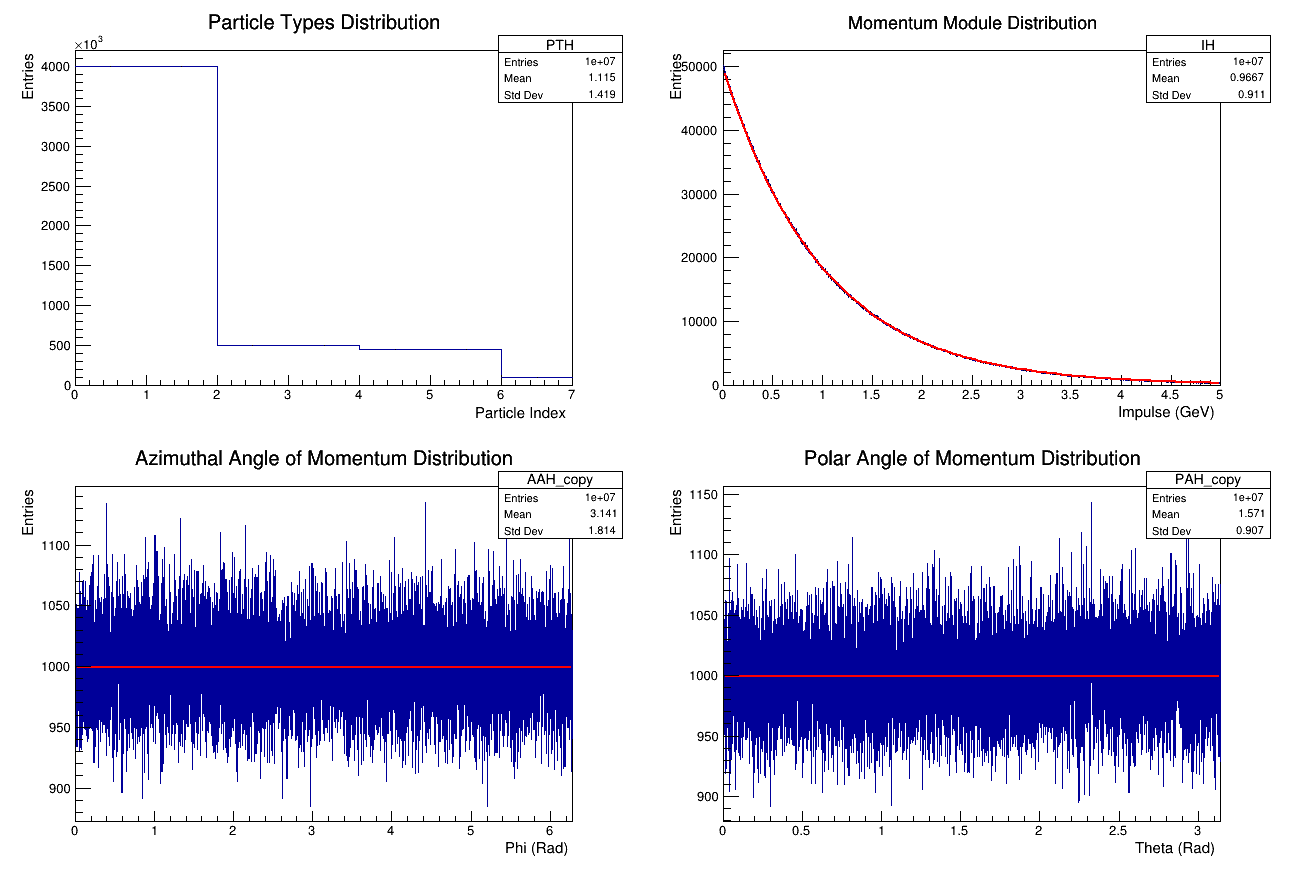 Particle Types Distribution
×10³
Entries
4000
3500
3000
2500
2000
1500
1000
500
0
0 1 2 3 4 5 6 7
Particle Index
PTH
Entries 1e+07
Mean 1.115
Std Dev 1.419
Momentum Module Distribution
Entries
50000
40000
30000
20000
10000
0
0 0.5 1 1.5 2 2.5 3 3.5 4 4.5 5
Impulse (GeV)
IH
Entries 1e+07
Mean 0.9667
Std Dev 0.911
Azimuthal Angle of Momentum Distribution
Entries
1100
1050
1000
950
900
0 1 2 3 4 5 6
Phi (Rad)
AAH_copy
Entries 1e+07
Mean 3.141
Std Dev 1.814
Polar Angle of Momentum Distribution
Entries
1150
1100
1050
1000
950
900
0 0.5 1 1.5 2 2.5 3
Theta (Rad)
PAH_copy
Entries 1e+07
Mean 1.571
Std Dev 0.907